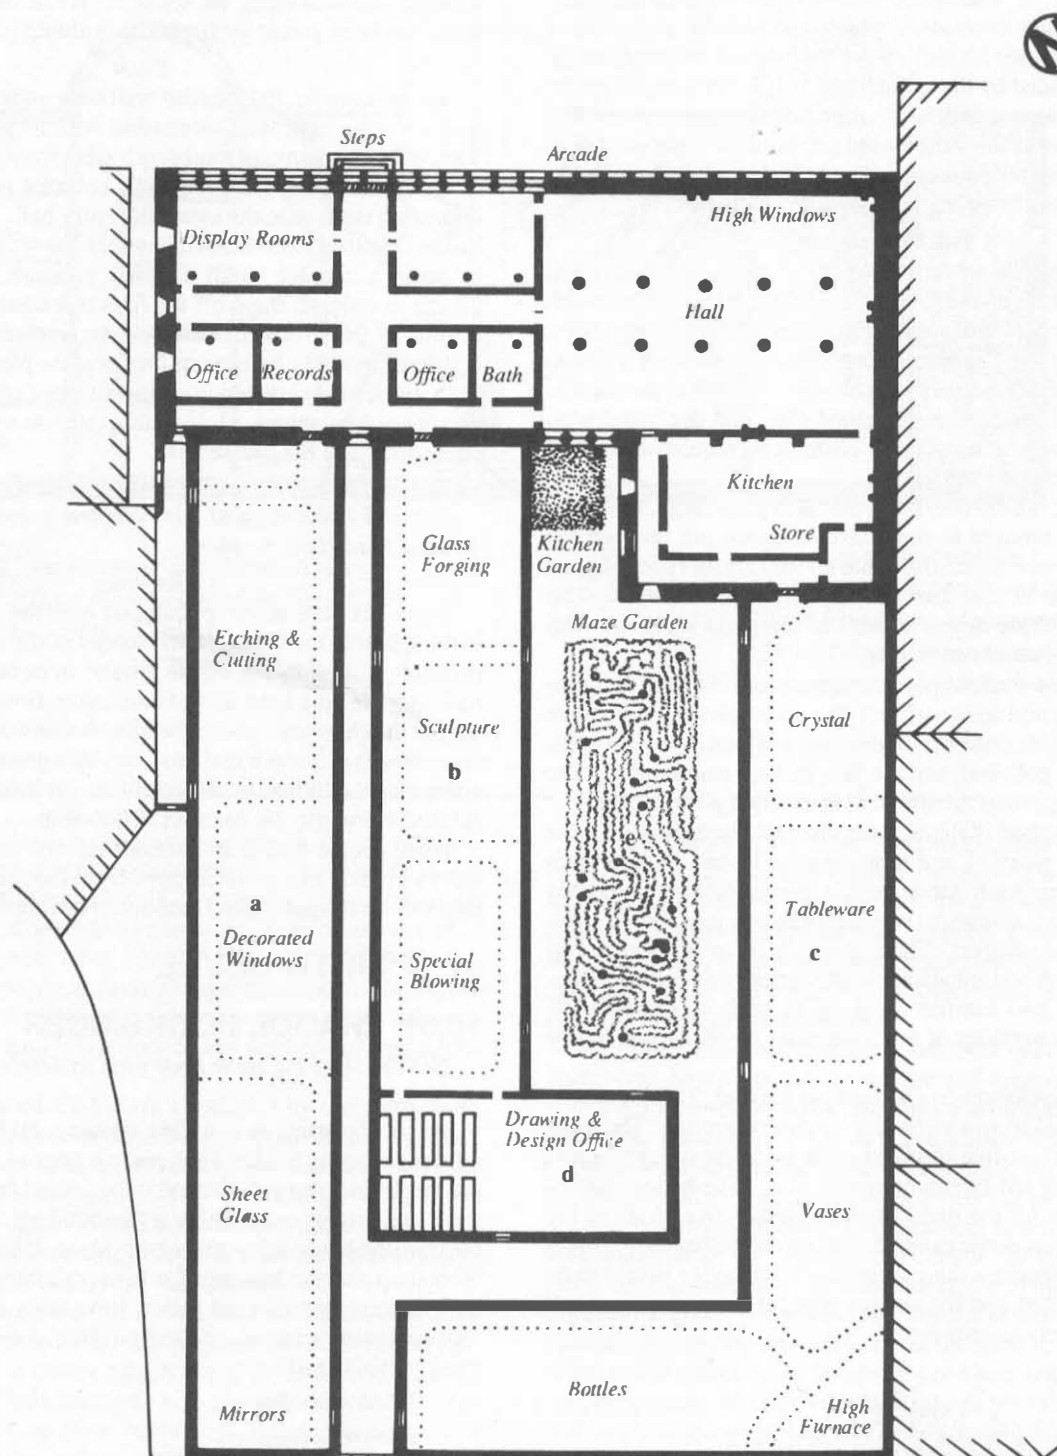 Steps
Arcade
High Windows
Display Rooms
Hall
Office
Records
Office
Bath
Kitchen
Store
Glass
Forging
Kitchen
Garden
Maze Garden
Etching &
Cutting
Sculpture
b
Crystal
a
Decorated
Windows
Special
Blowing
Tableware
c
Drawing &
Design Office
d
Sheet
Glass
Vases
Bottles
Mirrors
High
Furnace